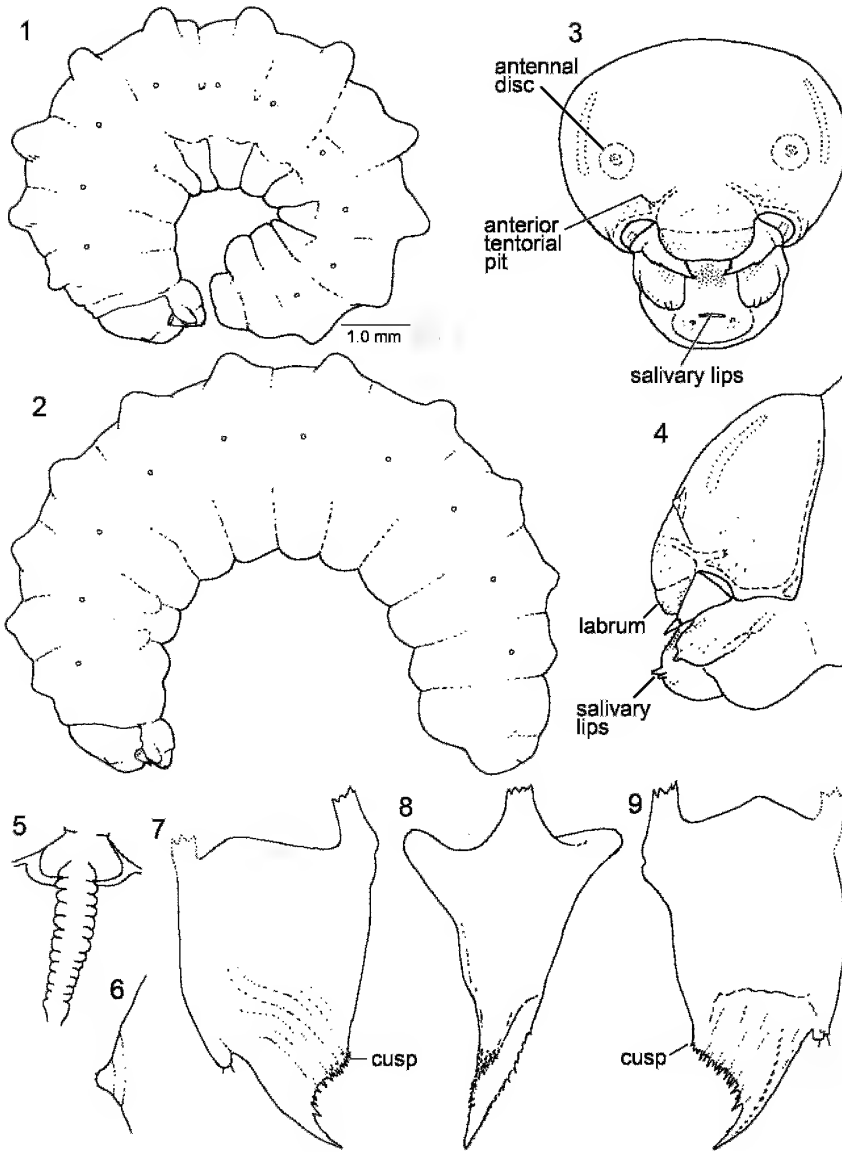 1
3
antennal
disc
anterior
tentorial
pit
1.0 mm
salivary lips
2
4
labrum
salivary
lips
5
7
8
9
6
cusp
cusp